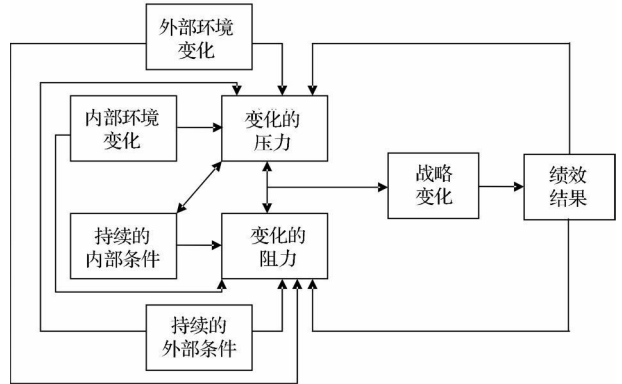 外部环境
变化
内部环境
变化
变化的
压力
战略
变化
绩效
结果
持续的
内部条件
变化的
阻力
持续的
外部条件